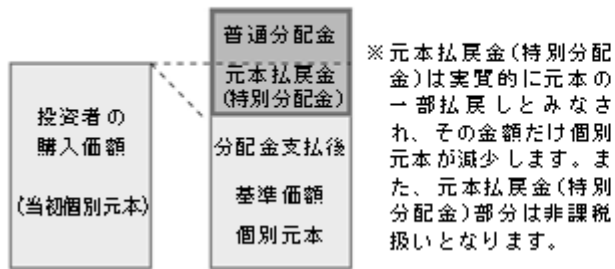 投資者の
購入価額
(当初個別元本)
普通分配金
元本払戻金
(特別分配金)
分配金支払後
基準価額
個別元本
※元本払戻金(特別分配
金)は実質的に元本の
一部払戻しとみなさ
れ、その金額だけ個別
元本が減少します。ま
た、元本払戻金(特別
分配金)部分は非課税
扱いとなります。